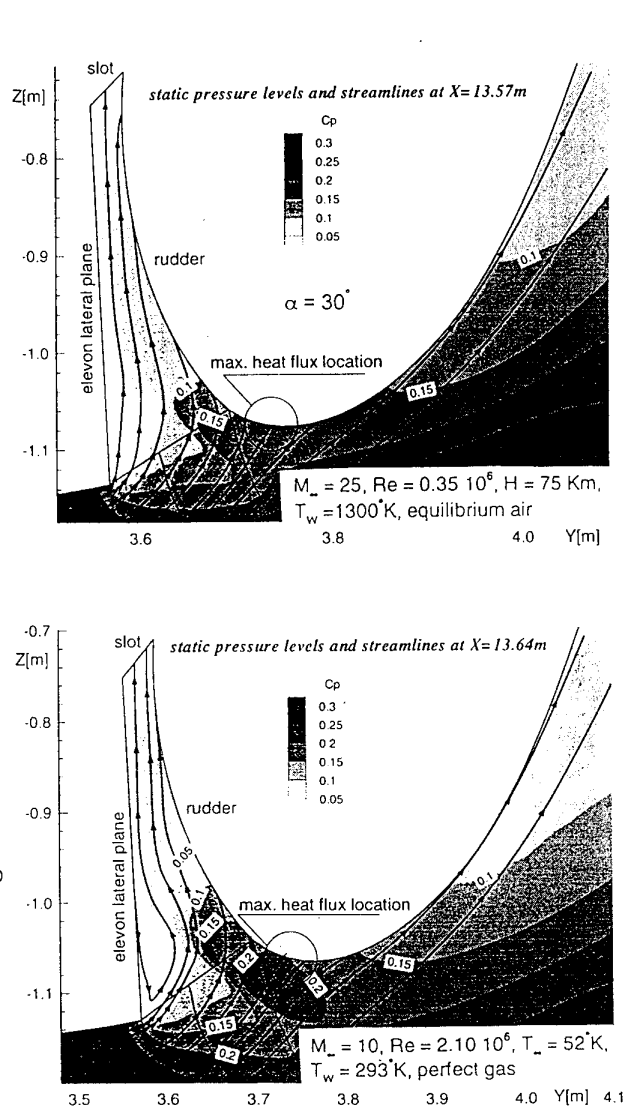 slot
Z[m]
static pressure levels and streamlines at X=13.57m
Cp
0.3
0.25
0.2
0.15
0.1
0.05
-0.8
-0.9
-1.0
-1.1
elevon lateral plane
rudder
α = 30°
0.1
max. heat flux location
0.1
0.15
0.15
M∞ = 25, Re = 0.35 10⁶, H = 75 Km,
T_w =1300°K, equilibrium air
3.6 3.8 4.0 Y[m]
-0.7
slot
Z[m]
static pressure levels and streamlines at X=13.64m
Cp
0.3
0.25
0.2
0.15
0.1
0.05
-0.8
-0.9
-1.0
-1.1
elevon lateral plane
rudder
0.05
0.1
0.1
max. heat flux location
0.15
0.2
0.2
0.15
0.15
0.2
M∞ = 10, Re = 2.10 10⁶, T∞ = 52°K,
T_w = 293°K, perfect gas
3.5 3.6 3.7 3.8 3.9 4.0 Y[m] 4.1